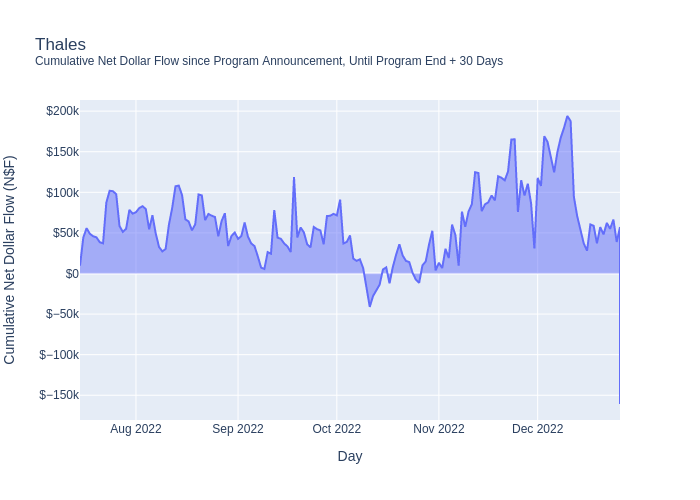 Thales
Cumulative Net Dollar Flow since Program Announcement, Until Program End + 30 Days
Cumulative Net Dollar Flow (N$F)
$200k
$150k
$100k
$50k
$0
$−50k
$−100k
$−150k
Aug 2022 Sep 2022 Oct 2022 Nov 2022 Dec 2022
Day